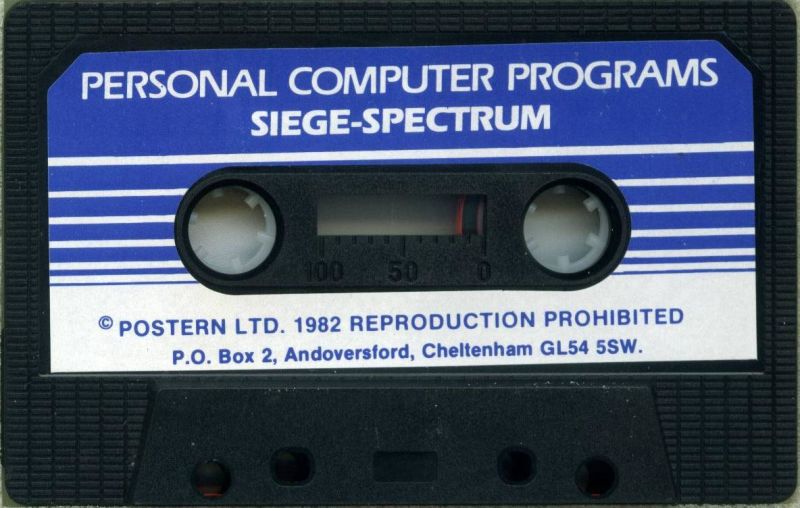 PERSONAL COMPUTER PROGRAMS
SIEGE-SPECTRUM
100 50 0
© POSTERN LTD. 1982 REPRODUCTION PROHIBITED
P.O. Box 2, Andoversford, Cheltenham GL54 5SW.